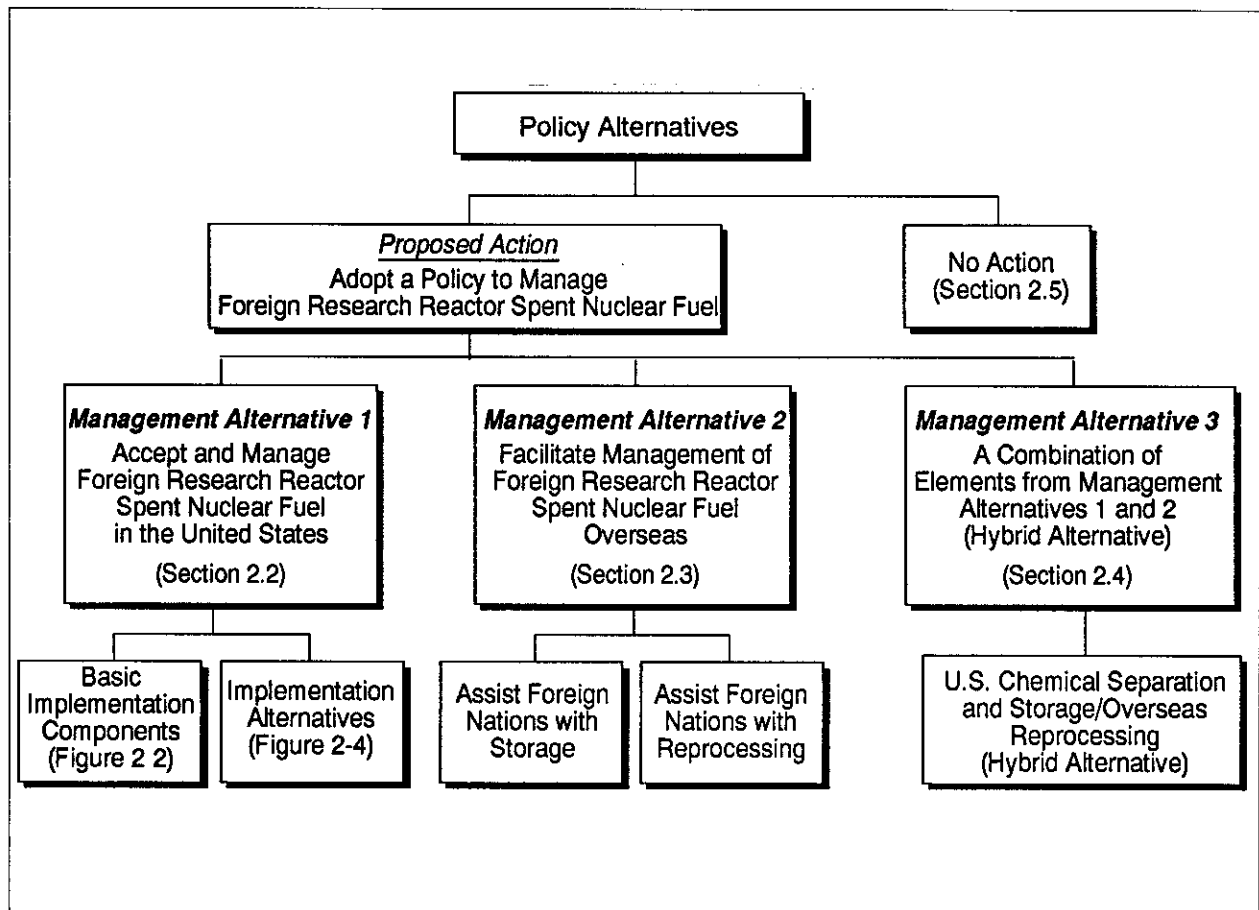 Policy Alternatives
Proposed Action
Adopt a Policy to Manage
Foreign Research Reactor Spent Nuclear Fuel
No Action
(Section 2.5)
Management Alternative 1
Accept and Manage
Foreign Research Reactor
Spent Nuclear Fuel
in the United States
(Section 2.2)
Management Alternative 2
Facilitate Management of
Foreign Research Reactor
Spent Nuclear Fuel
Overseas
(Section 2.3)
Management Alternative 3
A Combination of
Elements from Management
Alternatives 1 and 2
(Hybrid Alternative)
(Section 2.4)
Basic
Implementation
Components
(Figure 2 2)
Implementation
Alternatives
(Figure 2-4)
Assist Foreign
Nations with
Storage
Assist Foreign
Nations with
Reprocessing
U.S. Chemical Separation
and Storage/Overseas
Reprocessing
(Hybrid Alternative)